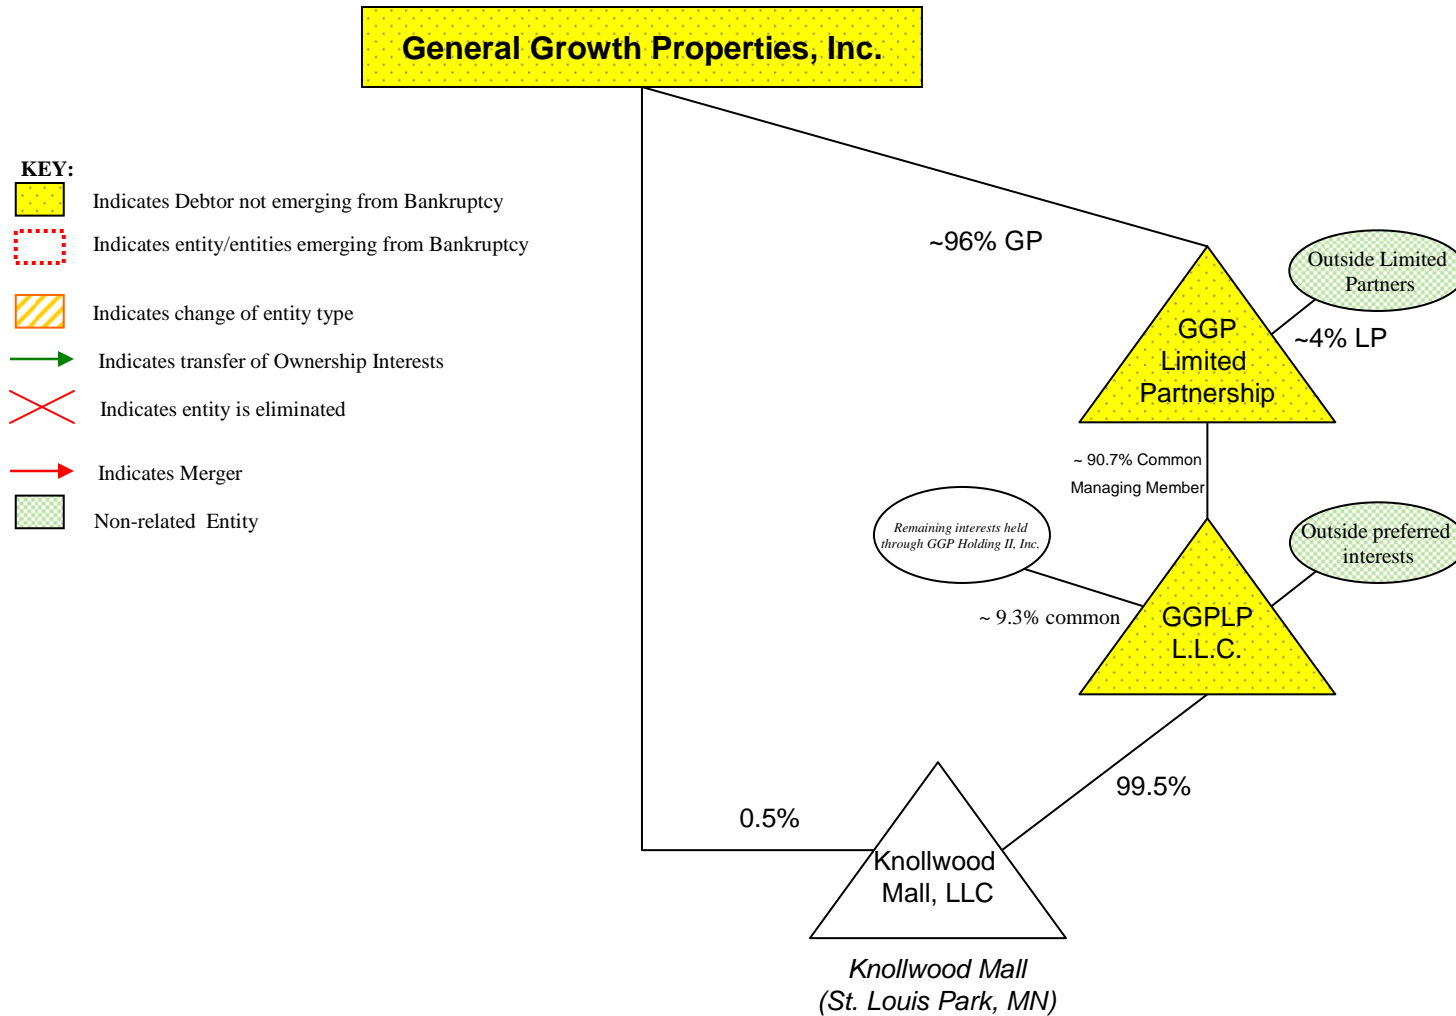 General Growth Properties, Inc.
KEY:
Indicates Debtor not emerging from Bankruptcy
Indicates entity/entities emerging from Bankruptcy
Indicates change of entity type
Indicates transfer of Ownership Interests
Indicates entity is eliminated
Indicates Merger
Non-related Entity
~96% GP
Outside Limited
Partners
~4% LP
GGP
Limited
Partnership
~ 90.7% Common
Managing Member
Remaining interests held
through GGP Holding II, Inc.
~ 9.3% common
Outside preferred
interests
GGPLP
L.L.C.
99.5%
0.5%
Knollwood
Mall, LLC
Knollwood Mall
(St. Louis Park, MN)